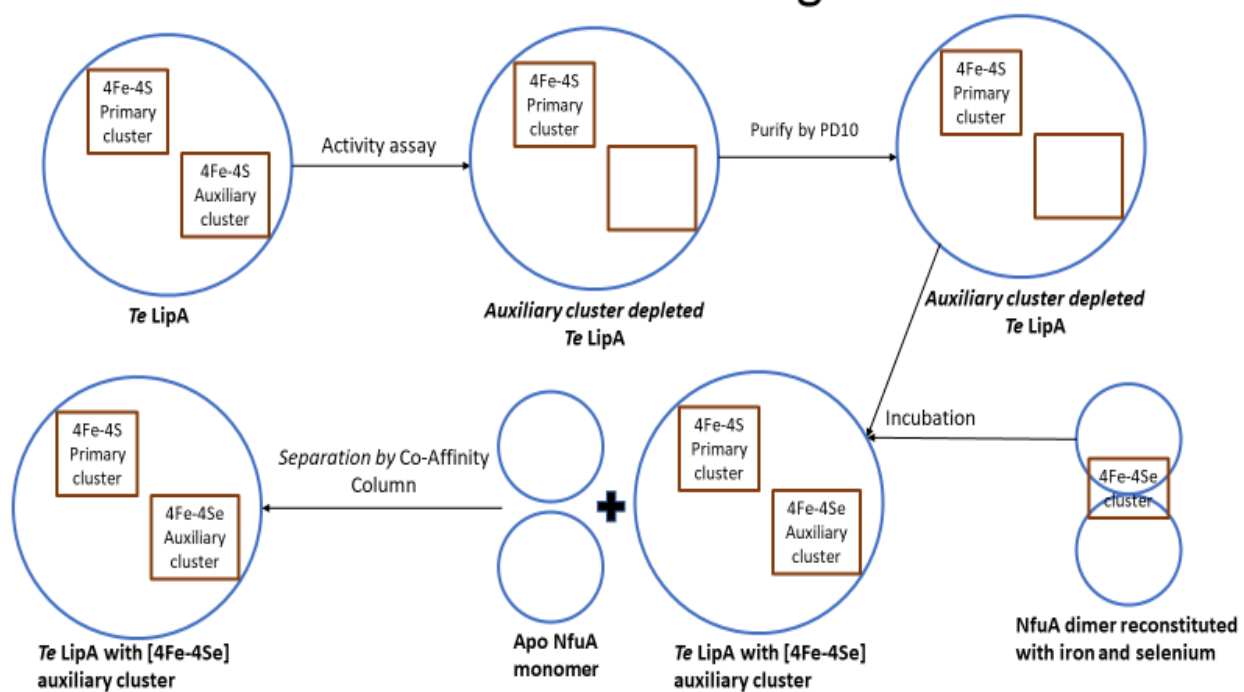 4Fe-4S
Primary
cluster
4Fe-4S
Auxiliary
cluster
Te LipA
Activity assay
4Fe-4S
Primary
cluster
Auxiliary cluster depleted
Te LipA
Purify by PD10
4Fe-4S
Primary
cluster
Auxiliary cluster depleted
Te LipA
Incubation
4Fe-4Se
cluster
NfuA dimer reconstituted
with iron and selenium
4Fe-4S
Primary
cluster
4Fe-4Se
Auxiliary
cluster
Te LipA with [4Fe-4Se]
auxiliary cluster
Apo NfuA
monomer
Separation by Co-Affinity
Column
4Fe-4S
Primary
cluster
4Fe-4Se
Auxiliary
cluster
Te LipA with [4Fe-4Se]
auxiliary cluster